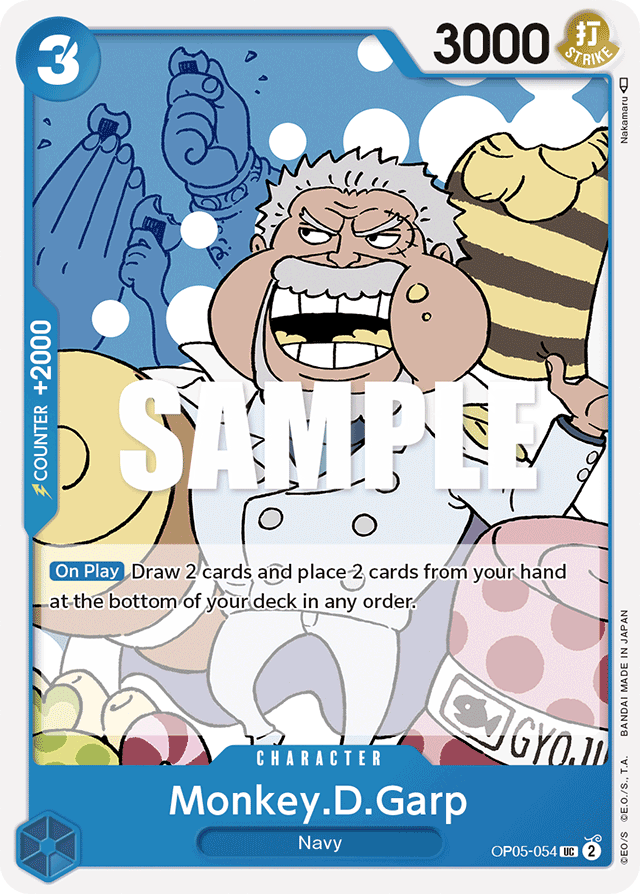 3
3000
打
STRIKE
Nakamaru
COUNTER +2000
SAMPLE
On Play Draw 2 cards and place 2 cards from your hand
at the bottom of your deck in any order.
GYOJI
CHARACTER
Monkey.D.Garp
Navy
OP05-054 UC 2
©EO/S ©E.O./S., T.A. BANDAI MADE IN JAPAN